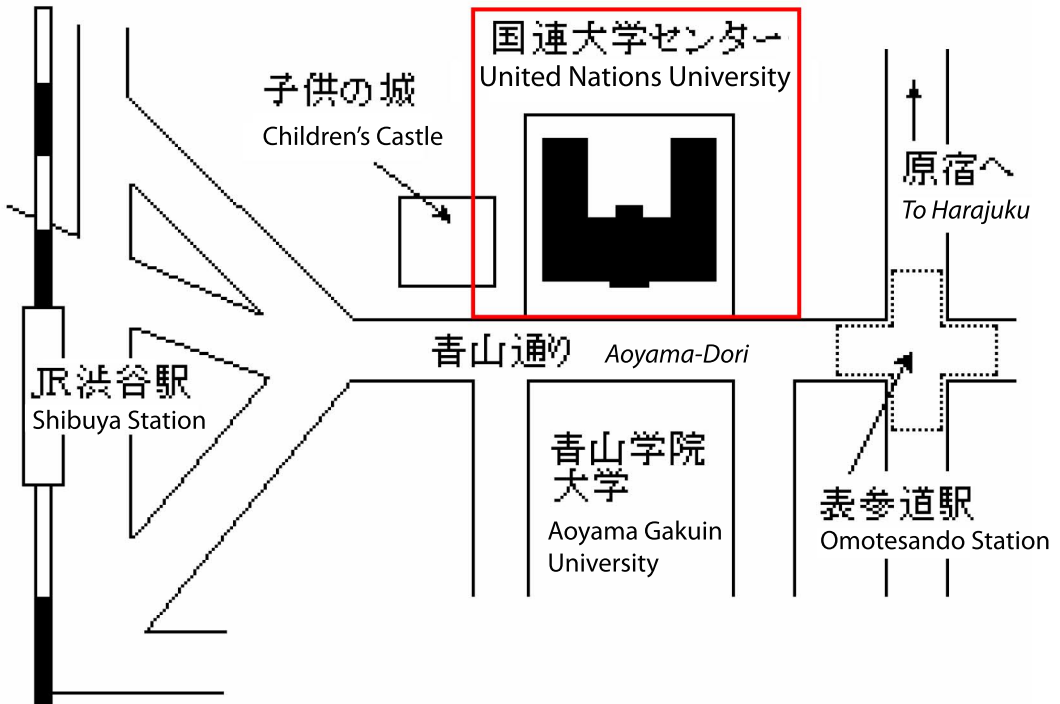 国連大学センター
United Nations University
子供の城
Children's Castle
原宿へ
To Harajuku
青山通り
Aoyama-Dori
JR渋谷駅
Shibuya Station
青山学院
大学
Aoyama Gakuin
University
表参道駅
Omotesando Station